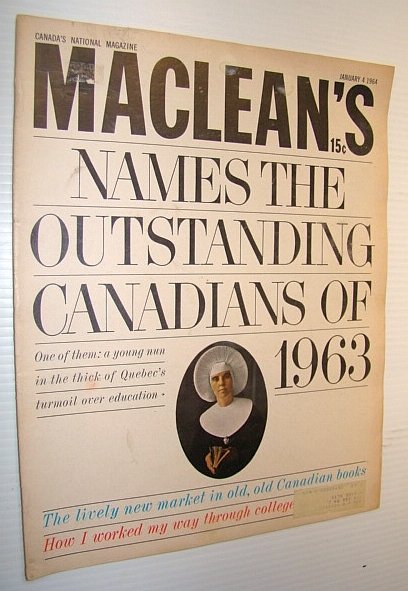 CANADA'S NATIONAL MAGAZINE
JANUARY 4 1964
MACLEAN'S
15¢
NAMES THE
OUTSTANDING
CANADIANS OF
1963
One of them: a young nun
in the thick of Quebec's
turmoil over education •
The lively new market in old, old Canadian books
How I worked my way through college